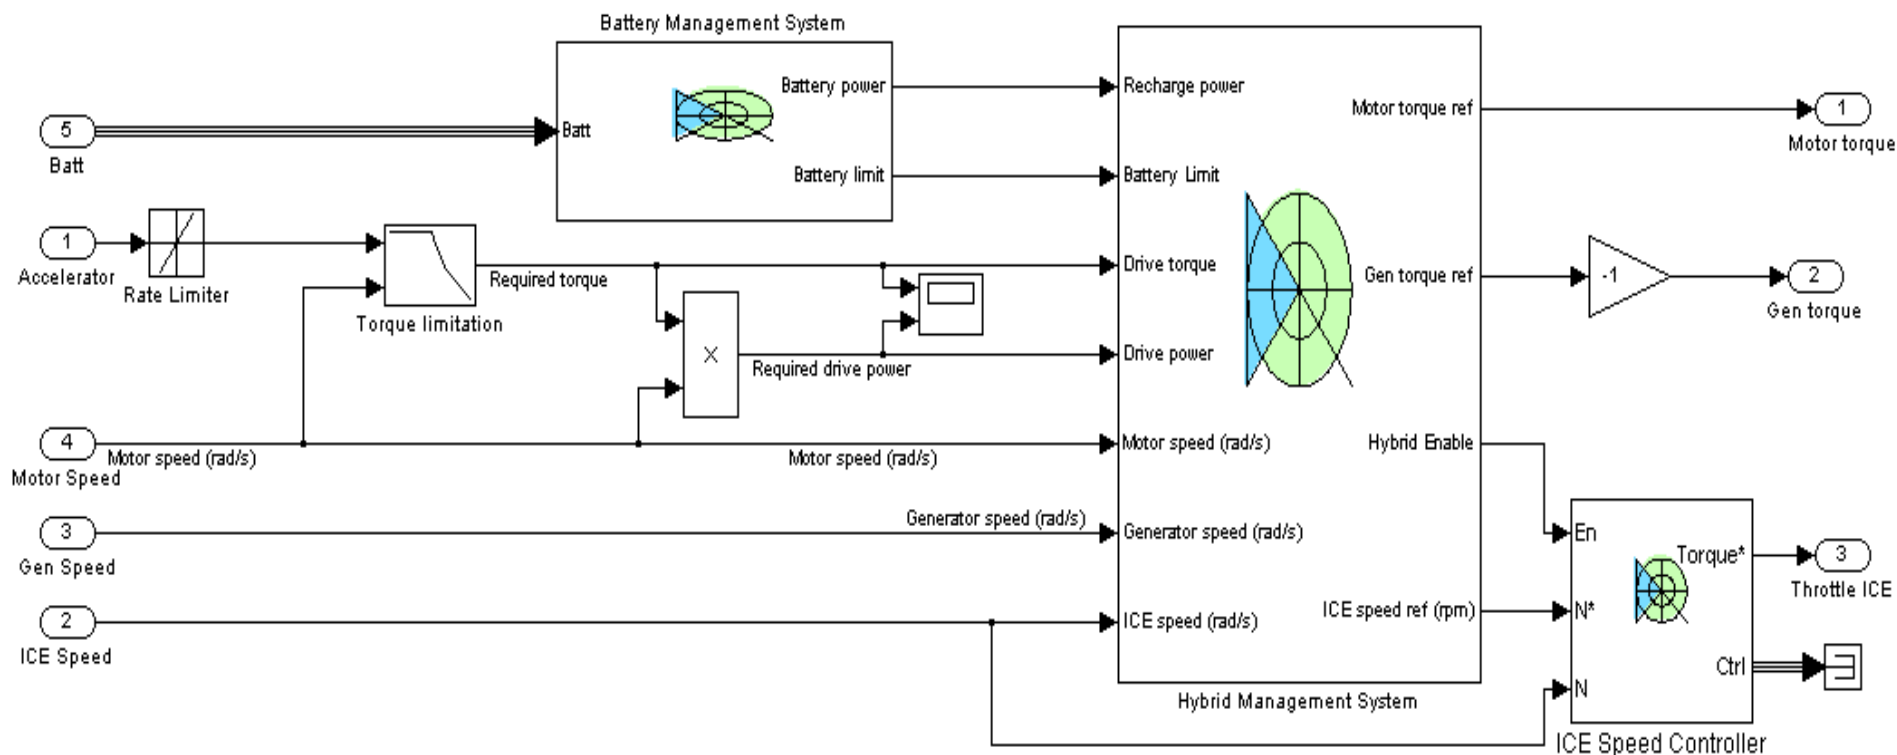 Battery Management System
Battery power
Batt
Battery limit
5
Batt
1
Accelerator
Rate Limiter
Torque limitation
Required torque
X
Required drive power
4
Motor Speed
Motor speed (rad/s)
Motor speed (rad/s)
3
Gen Speed
Generator speed (rad/s)
2
ICE Speed
Recharge power
Battery Limit
Drive torque
Drive power
Motor speed (rad/s)
Generator speed (rad/s)
ICE speed (rad/s)
Motor torque ref
Gen torque ref
Hybrid Enable
ICE speed ref (rpm)
Hybrid Management System
1
Motor torque
-1
2
Gen torque
En
N*
N
Torque*
Ctrl
ICE Speed Controller
3
Throttle ICE